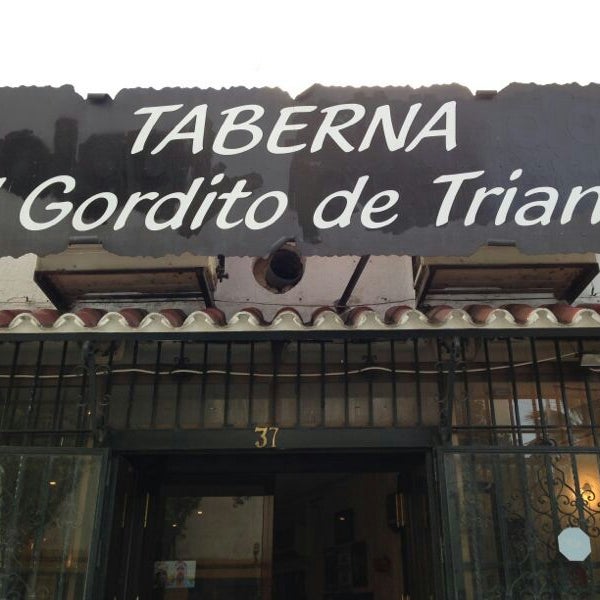 TABERNA
l Gordito de Trian
37